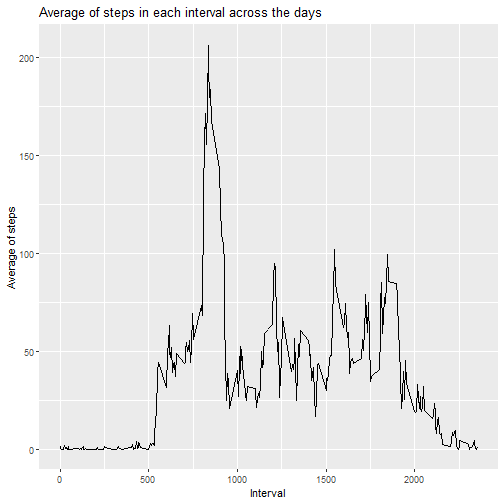 Average of steps in each interval across the days
Average of steps
200
150
100
50
0
0 500 1000 1500 2000
Interval